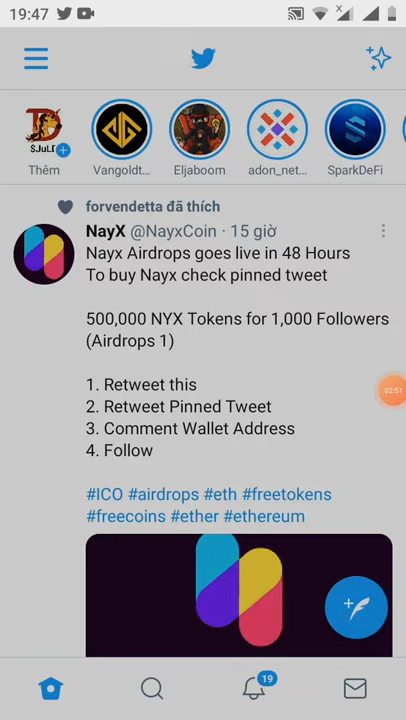 19:47
Thêm
Vangoldt...
Eljaboom
adon_net...
SparkDeFi
forvendetta đã thích
NayX @NayxCoin · 15 giờ
Nayx Airdrops goes live in 48 Hours
To buy Nayx check pinned tweet
500,000 NYX Tokens for 1,000 Followers
(Airdrops 1)
1. Retweet this
2. Retweet Pinned Tweet
3. Comment Wallet Address
4. Follow
02:51
#ICO #airdrops #eth #freetokens
#freecoins #ether #ethereum
19